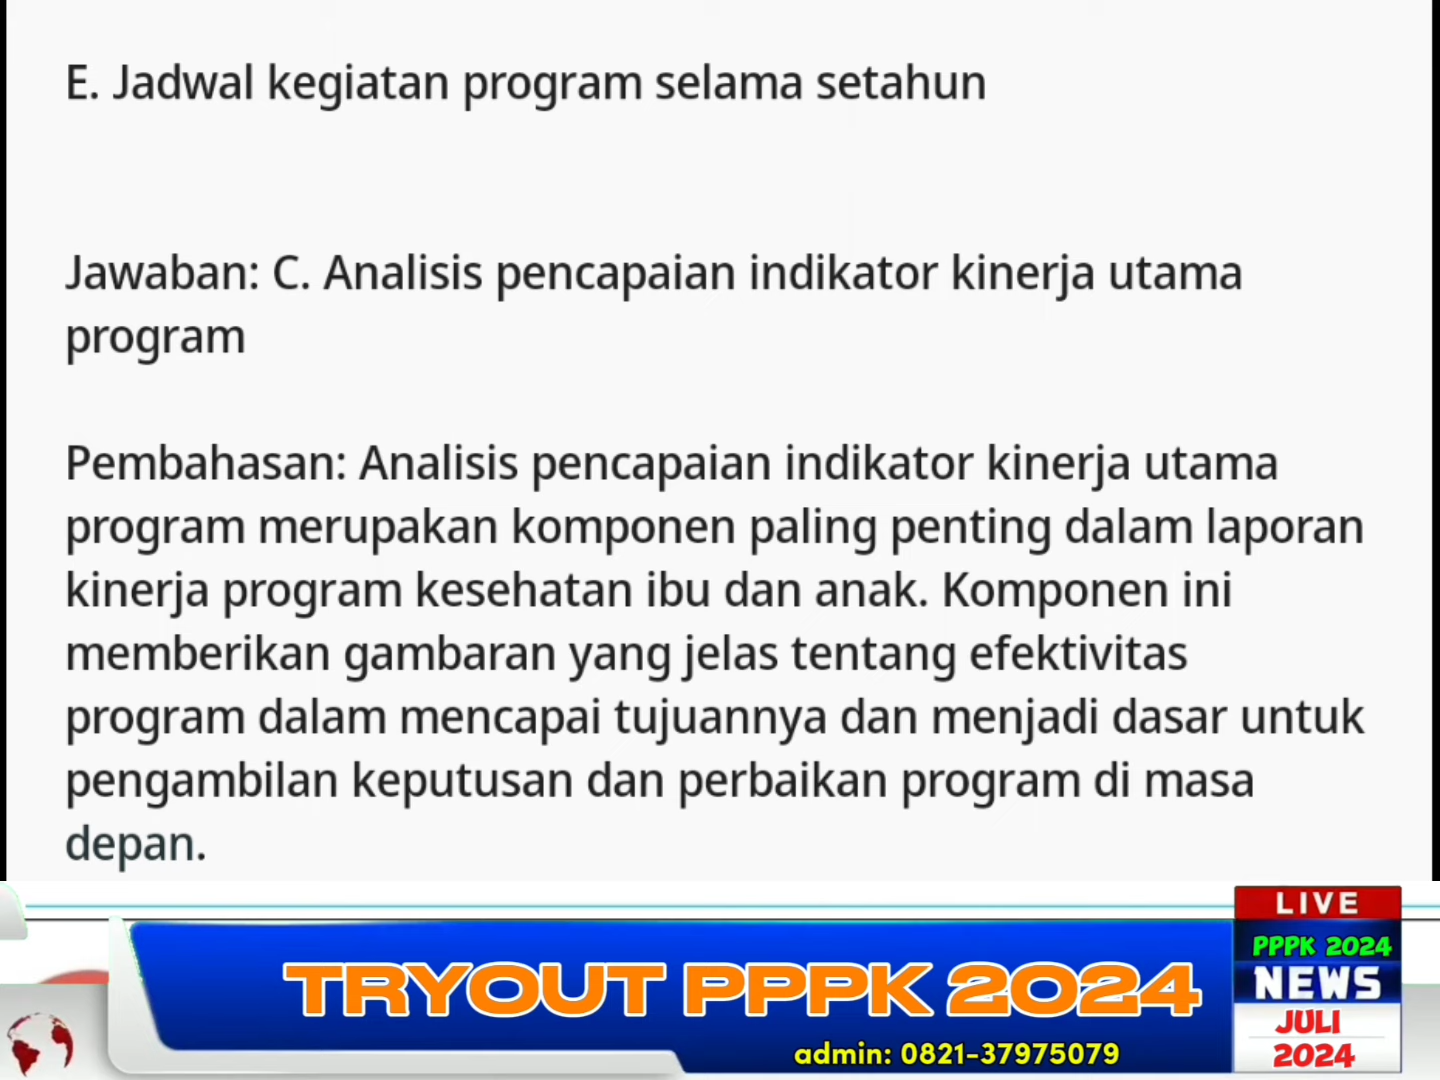 E. Jadwal kegiatan program selama setahun
Jawaban: C. Analisis pencapaian indikator kinerja utama
program
Pembahasan: Analisis pencapaian indikator kinerja utama
program merupakan komponen paling penting dalam laporan
kinerja program kesehatan ibu dan anak. Komponen ini
memberikan gambaran yang jelas tentang efektivitas
program dalam mencapai tujuannya dan menjadi dasar untuk
pengambilan keputusan dan perbaikan program di masa
depan.
LIVE
PPPK 2024
NEWS
JULI
2024
TRYOUT PPPK 2024
admin: 0821-37975079